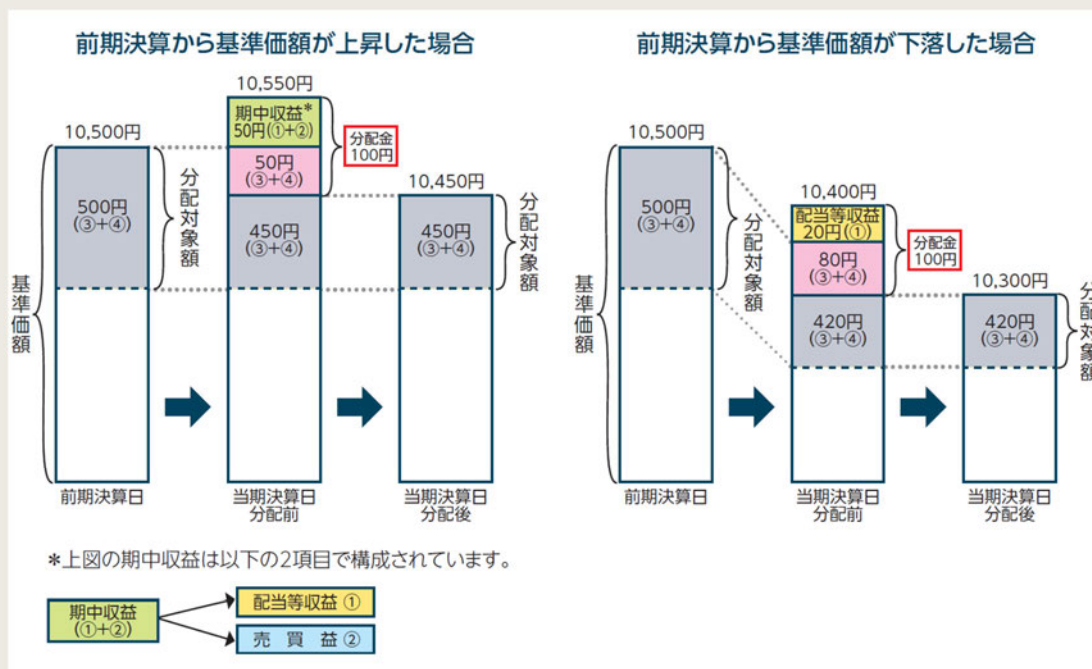 前期決算から基準価額が上昇した場合
10,500円
500円
(③+④)
分配対象額
基準価額
前期決算日
10,550円
期中収益*
50円(①+②)
50円
(③+④)
450円
(③+④)
分配金
100円
当期決算日
分配前
10,450円
450円
(③+④)
分配対象額
当期決算日
分配後
前期決算から基準価額が下落した場合
10,500円
500円
(③+④)
分配対象額
基準価額
前期決算日
10,400円
配当等収益
20円(①)
80円
(③+④)
420円
(③+④)
分配金
100円
当期決算日
分配前
10,300円
420円
(③+④)
分配対象額
当期決算日
分配後
*上図の期中収益は以下の2項目で構成されています。
期中収益
(①+②)
配当等収益 ①
売 買 益 ②